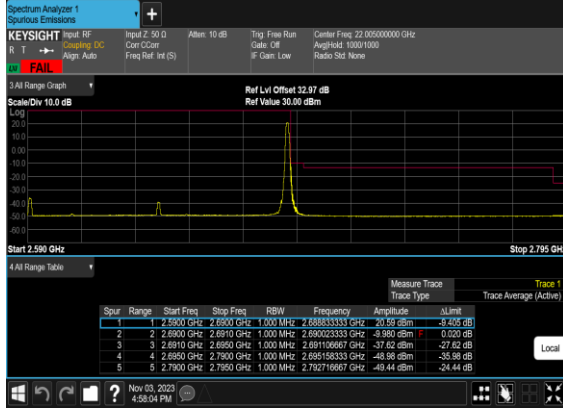 Spectrum Analyzer 1
Spurious Emissions
+
KEYSIGHT Input: RF Input Z: 50 Ω Atten: 10 dB Trig: Free Run Center Freq: 22.005000000 GHz
R T Coupling: DC Corr CCorr Gate: Off Avg|Hold: 1000/1000
Align: Auto Freq Ref: Int (S) IF Gain: Low Radio Std: None
LXI FAIL
3 All Range Graph
Ref Lvl Offset 32.97 dB
Scale/Div 10.0 dB Ref Value 30.00 dBm
Log
20.0
10.0
0.00
-10.0
-20.0
-30.0
-40.0
-50.0
-60.0
Start 2.590 GHz Stop 2.795 GHz
4 All Range Table
Measure Trace Trace 1
Trace Type Trace Average (Active)
Spur Range Start Freq Stop Freq RBW Frequency Amplitude ΔLimit
1 1 2.5900 GHz 2.6900 GHz 1.000 MHz 2.688833333 GHz 20.59 dBm -9.405 dB
2 2 2.6900 GHz 2.6910 GHz 1.000 MHz 2.690023333 GHz -9.980 dBm F 0.020 dB
3 3 2.6910 GHz 2.6950 GHz 1.000 MHz 2.691106667 GHz -37.62 dBm -27.62 dB
4 4 2.6950 GHz 2.7900 GHz 1.000 MHz 2.695158333 GHz -48.98 dBm -35.98 dB
5 5 2.7900 GHz 2.7950 GHz 1.000 MHz 2.792716667 GHz -49.44 dBm -24.44 dB
Local
? Nov 03, 2023
4:58:04 PM